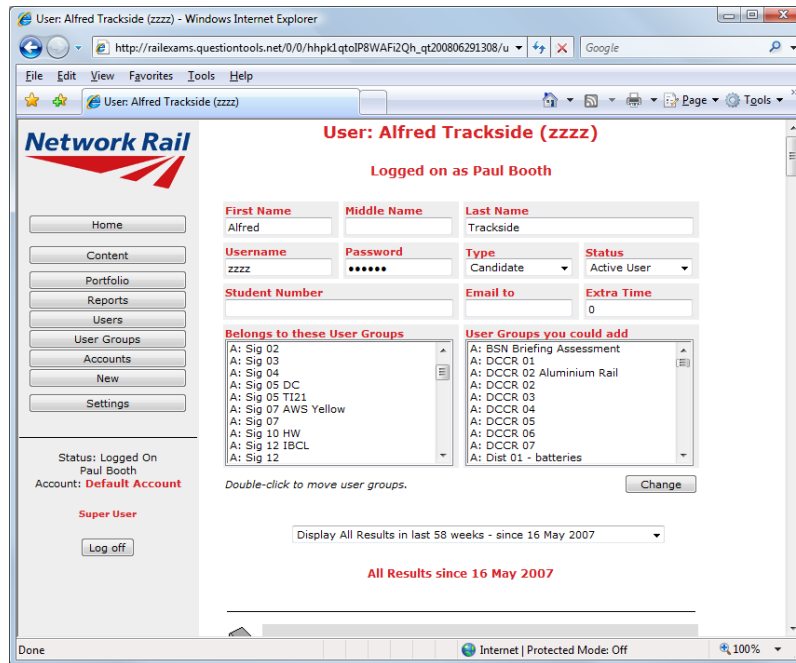 User: Alfred Trackside (zzzz) - Windows Internet Explorer
http://railexams.questiontools.net/0/0/hhpk1qtoIP8WAFi2Qh_qt200806291308/u
Google
File Edit View Favorites Tools Help
User: Alfred Trackside (zzzz)
Page Tools
Network Rail
User: Alfred Trackside (zzzz)
Logged on as Paul Booth
Home
Content
Portfolio
Reports
Users
User Groups
Accounts
New
Settings
Status: Logged On
Paul Booth
Account: Default Account
Super User
Log off
First Name Middle Name Last Name
Alfred Trackside
Username Password Type Status
zzzz •••••• Candidate Active User
Student Number Email to Extra Time
0
Belongs to these User Groups
A: Sig 02
A: Sig 03
A: Sig 04
A: Sig 05 DC
A: Sig 05 TI21
A: Sig 07 AWS Yellow
A: Sig 07
A: Sig 10 HW
A: Sig 12 IBCL
A: Sig 12
User Groups you could add
A: BSN Briefing Assessment
A: DCCR 01
A: DCCR 02 Aluminium Rail
A: DCCR 02
A: DCCR 03
A: DCCR 04
A: DCCR 05
A: DCCR 06
A: DCCR 07
A: Dist 01 - batteries
Double-click to move user groups.
Change
Display All Results in last 58 weeks - since 16 May 2007
All Results since 16 May 2007
Done
Internet | Protected Mode: Off
100%